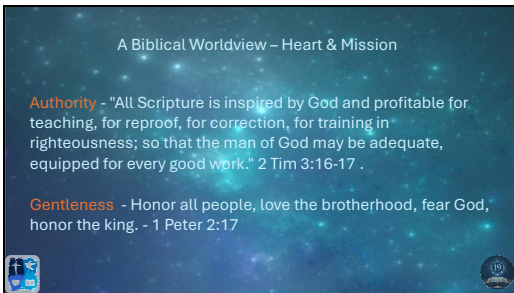 A Biblical Worldview – Heart & Mission
Authority - "All Scripture is inspired by God and profitable for
teaching, for reproof, for correction, for training in
righteousness; so that the man of God may be adequate,
equipped for every good work." 2 Tim 3:16-17 .
Gentleness - Honor all people, love the brotherhood, fear God,
honor the king. - 1 Peter 2:17
19